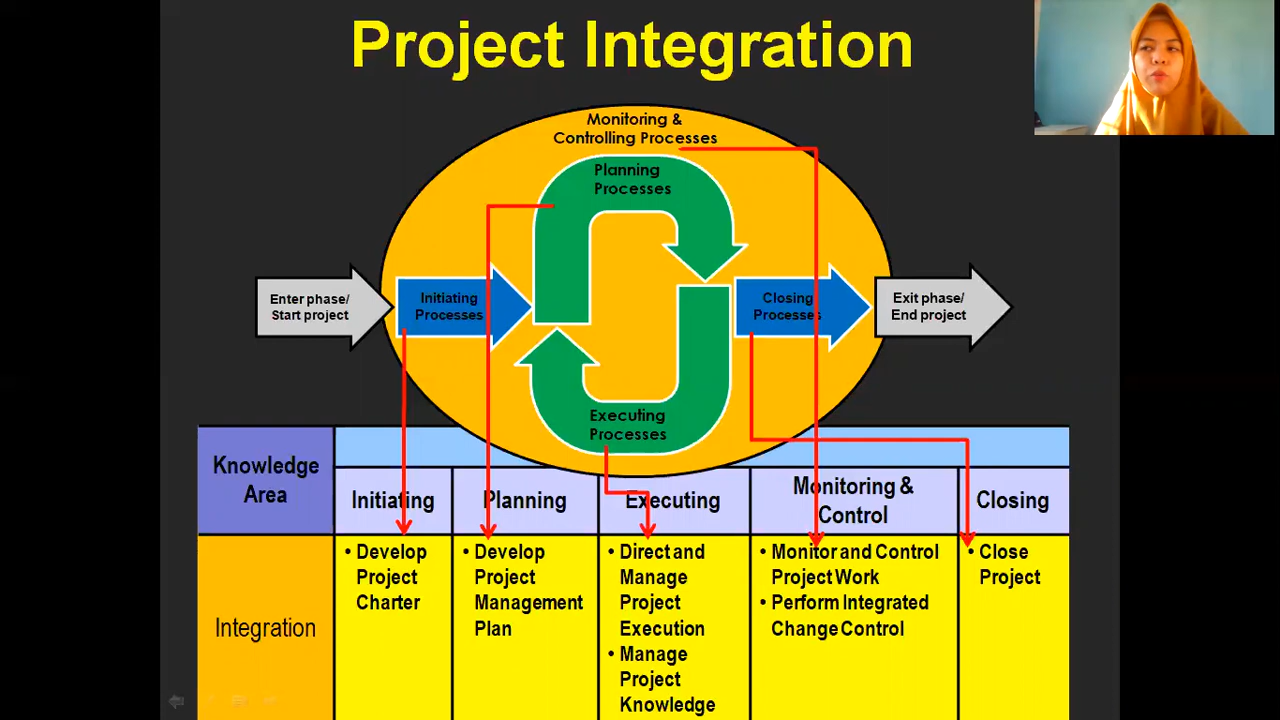 Project Integration
Monitoring &
Controlling Processes
Planning
Processes
Enter phase/
Start project
Initiating
Processes
Closing
Processes
Exit phase/
End project
Executing
Processes
Knowledge
Area
Initiating
Planning
Executing
Monitoring &
Control
Closing
Integration
• Develop
Project
Charter
• Develop
Project
Management
Plan
• Direct and
Manage
Project
Execution
• Manage
Project
Knowledge
• Monitor and Control
Project Work
• Perform Integrated
Change Control
• Close
Project